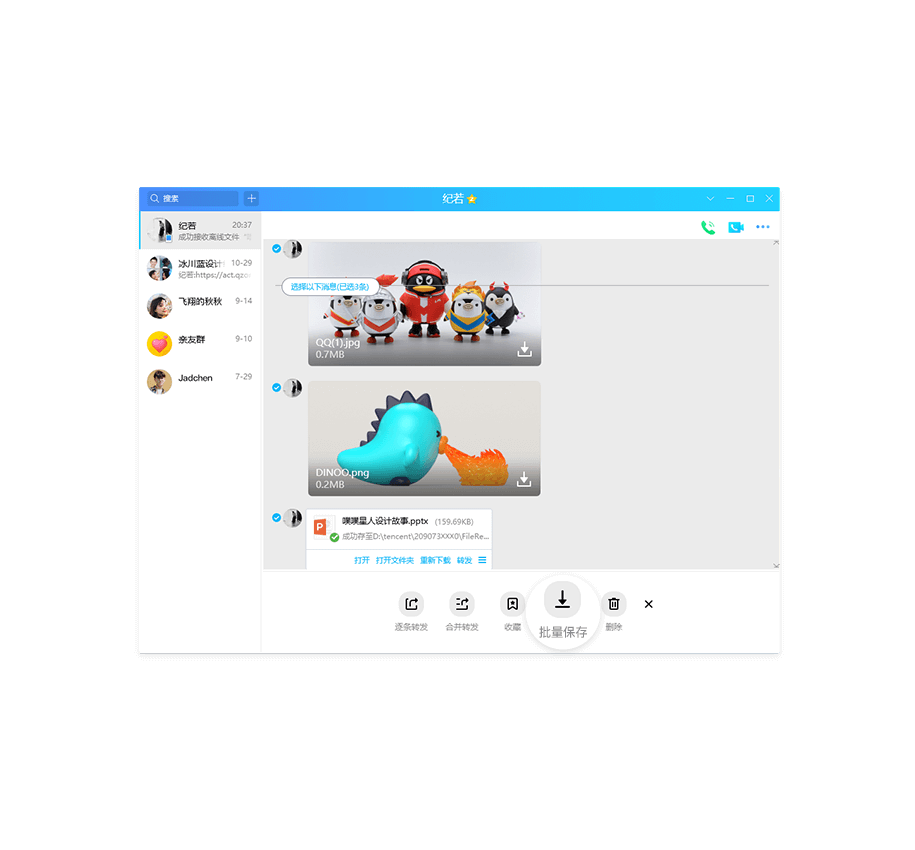 搜索
纪若
纪若 20:37
成功接收离线文件
冰川蓝设计 10-29
纪若:https://act.qzo
飞翔的秋秋 9-14
亲友群 9-10
Jadchen 7-29
选择以下消息(已选3条)
QQ(1).jpg
0.7MB
DINOO.png
0.2MB
噗噗星人设计故事.pptx (159.69KB)
成功存至D:\tencent\209073XXX0\FileRe...
打开 打开文件夹 重新下载 转发
逐条转发 合并转发 收藏 批量保存 删除